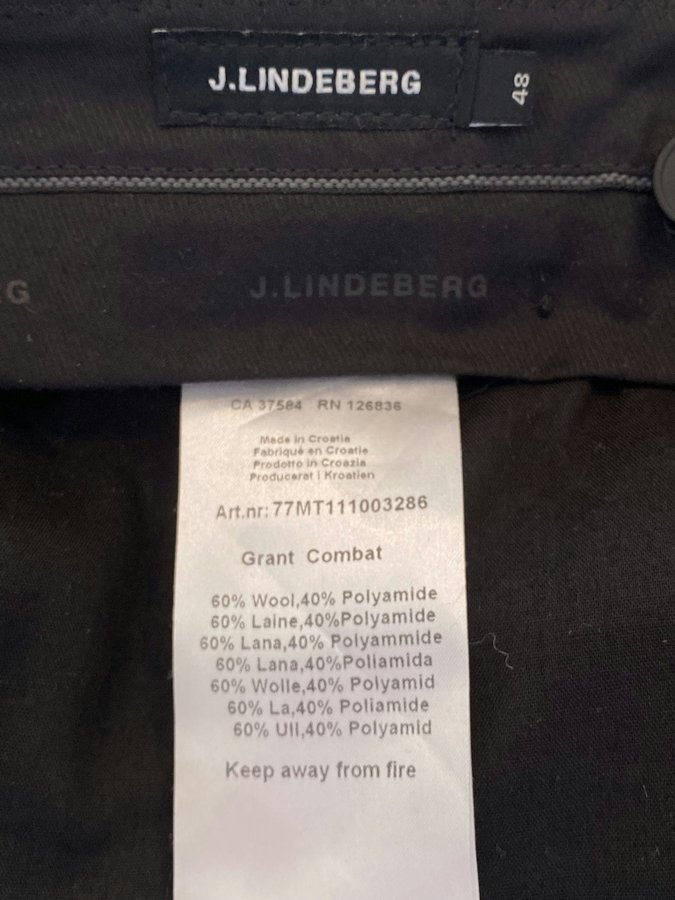 J.LINDEBERG
48
G
J.LINDEBERG
CA 37584 RN 126836
Made in Croatia
Fabriqué en Croatie
Prodotto in Croazia
Producerat i Kroatien
Art.nr: 77MT111003286
Grant Combat
60% Wool,40% Polyamide
60% Laine,40%Polyamide
60% Lana,40% Polyammide
60% Lana,40%Poliamida
60% Wolle,40% Polyamid
60% La,40% Poliamide
60% Ull,40% Polyamid
Keep away from fire